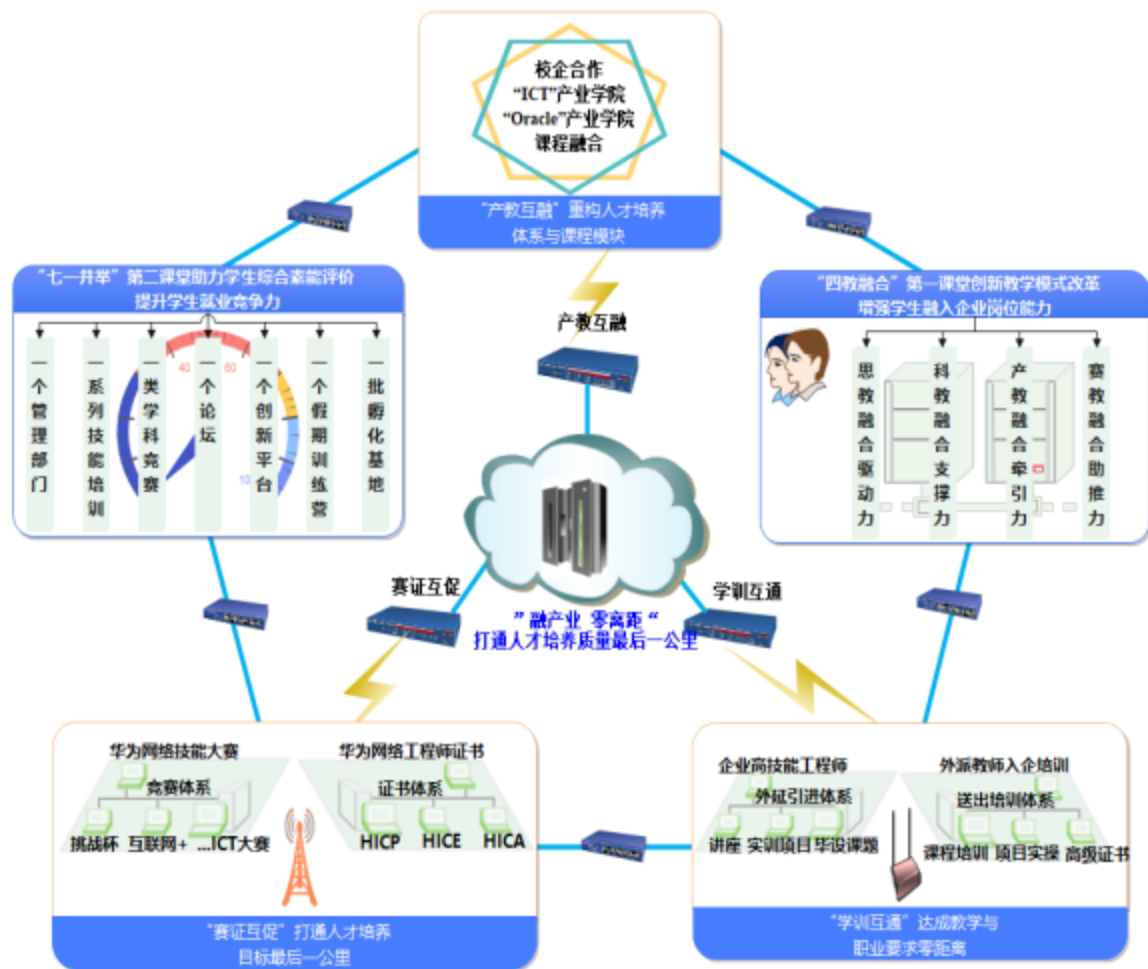 校企合作
“ICT”产业学院
“Oracle”产业学院
课程融合
“产教互融”重构人才培养
体系与课程模块
“七一并举”第二课堂助力学生综合素能评价
提升学生就业竞争力
一个管理部门
一系列技能培训
一类学科竞赛
一个论坛
一个创新平台
一个假期训练营
一批孵化基地
40
60
10
“四教融合”第一课堂创新教学模式改革
增强学生融入企业岗位能力
思教融合驱动力
科教融合支撑力
产教融合牵引力
赛教融合助推力
产教互融
赛证互促
学训互通
”融产业 零离距“
打通人才培养质量最后一公里
华为网络技能大赛
竞赛体系
挑战杯 互联网+ ...ICT大赛
华为网络工程师证书
证书体系
HICP HICE HICA
“赛证互促”打通人才培养
目标最后一公里
企业高技能工程师
外延引进体系
讲座 实训项目 毕设课题
外派教师入企培训
送出培训体系
课程培训 项目实操 高级证书
“学训互通”达成教学与
职业要求零距离